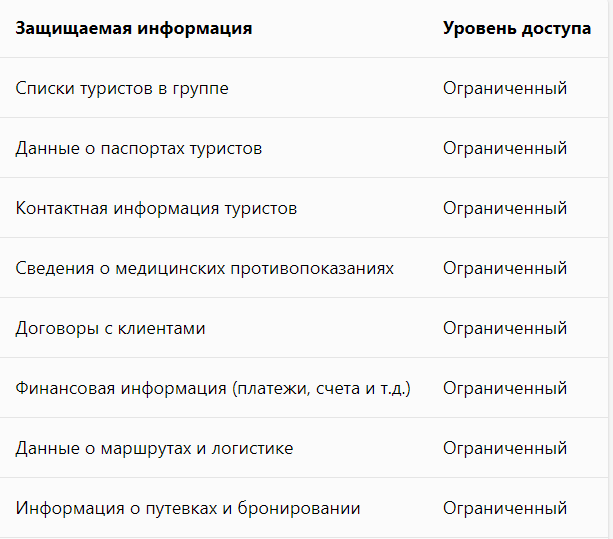 Защищаемая информация Уровень доступа
Списки туристов в группе Ограниченный
Данные о паспортах туристов Ограниченный
Контактная информация туристов Ограниченный
Сведения о медицинских противопоказаниях Ограниченный
Договоры с клиентами Ограниченный
Финансовая информация (платежи, счета и т.д.) Ограниченный
Данные о маршрутах и логистике Ограниченный
Информация о путевках и бронировании Ограниченный